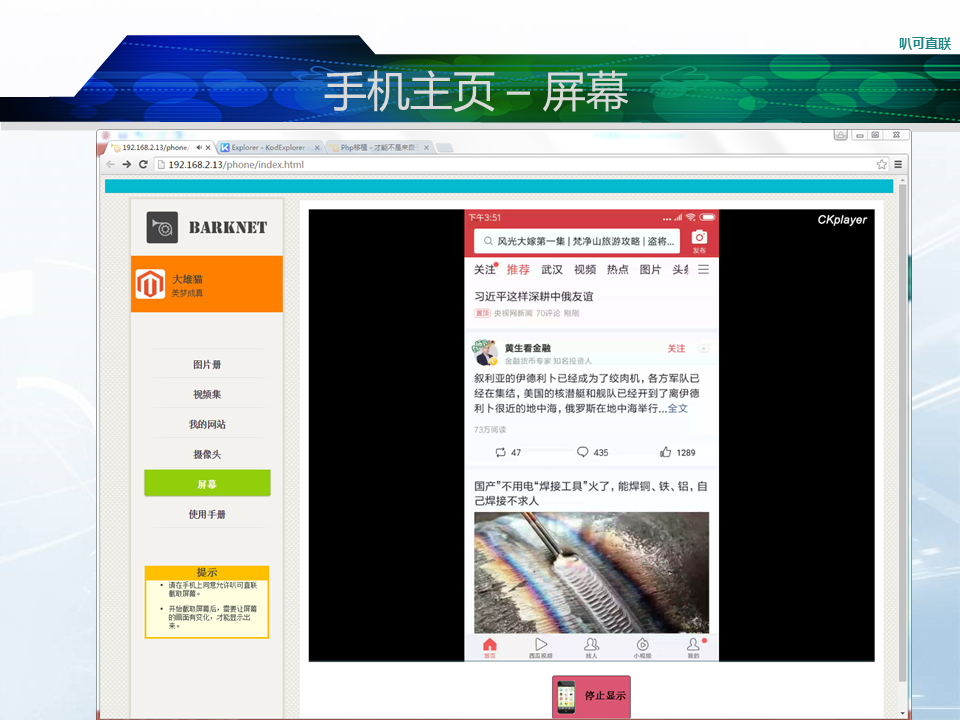 叭可直联
手机主页 – 屏幕
192.168.2.13/phone/
Explorer - KodExplorer
Php移植 - 才能不是来自
192.168.2.13/phone/index.html
BARKNET
大雄猫
美梦成真
图片册
视频集
我的网站
摄像头
屏幕
使用手册
提示
请在手机上同意允许叭可直联
截取屏幕。
开始截取屏幕后，需要让屏幕
的画面有变化，才能显示出
来。
CKplayer
下午3:51
风光大嫁第一集 | 梵净山旅游攻略 | 盗将...
发布
关注 推荐 武汉 视频 热点 图片 头条
习近平这样深耕中俄友谊
置顶 央视网新闻 70评论 刚刚
黄生看金融
关注
金融货币专家 知名投资人
叙利亚的伊德利卜已经成为了绞肉机，各方军队已
经在集结，美国的核潜艇和舰队已经开到了离伊德
利卜很近的地中海，俄罗斯在地中海举行...全文
73万阅读
47 435 1289
国产”不用电“焊接工具”火了，能焊铜、铁、铝，自
己焊接不求人
首页 西瓜视频 找人 小视频 我的
停止显示